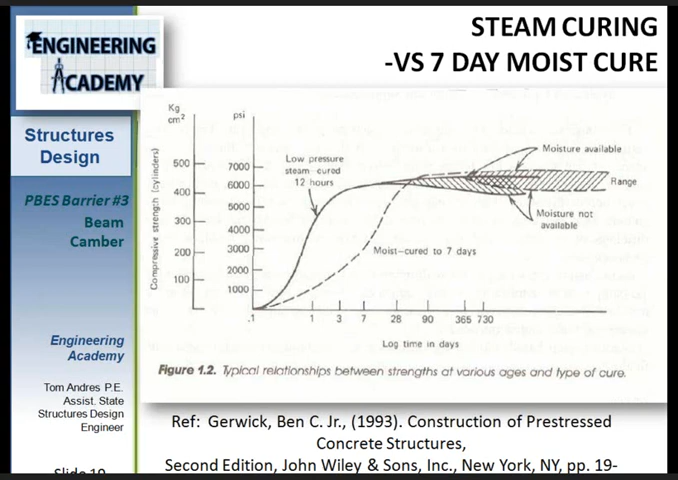 STEAM CURING
-VS 7 DAY MOIST CURE
ENGINEERING
ACADEMY
Structures
Design
PBES Barrier #3
Beam
Camber
Engineering
Academy
Tom Andres P.E.
Assist. State
Structures Design
Engineer
Kg
cm²
psi
500
400
300
200
100
7000
6000
5000
4000
3000
2000
1000
Compressive strength (cylinders)
Low pressure
steam-cured
12 hours
Moisture available
Range
Moisture not
available
Moist-cured to 7 days
.1 1 3 7 28 90 365 730
Log time in days
Figure 1.2. Typical relationships between strengths at various ages and type of cure.
Ref: Gerwick, Ben C. Jr., (1993). Construction of Prestressed
Concrete Structures,
Second Edition, John Wiley & Sons, Inc., New York, NY, pp. 19-